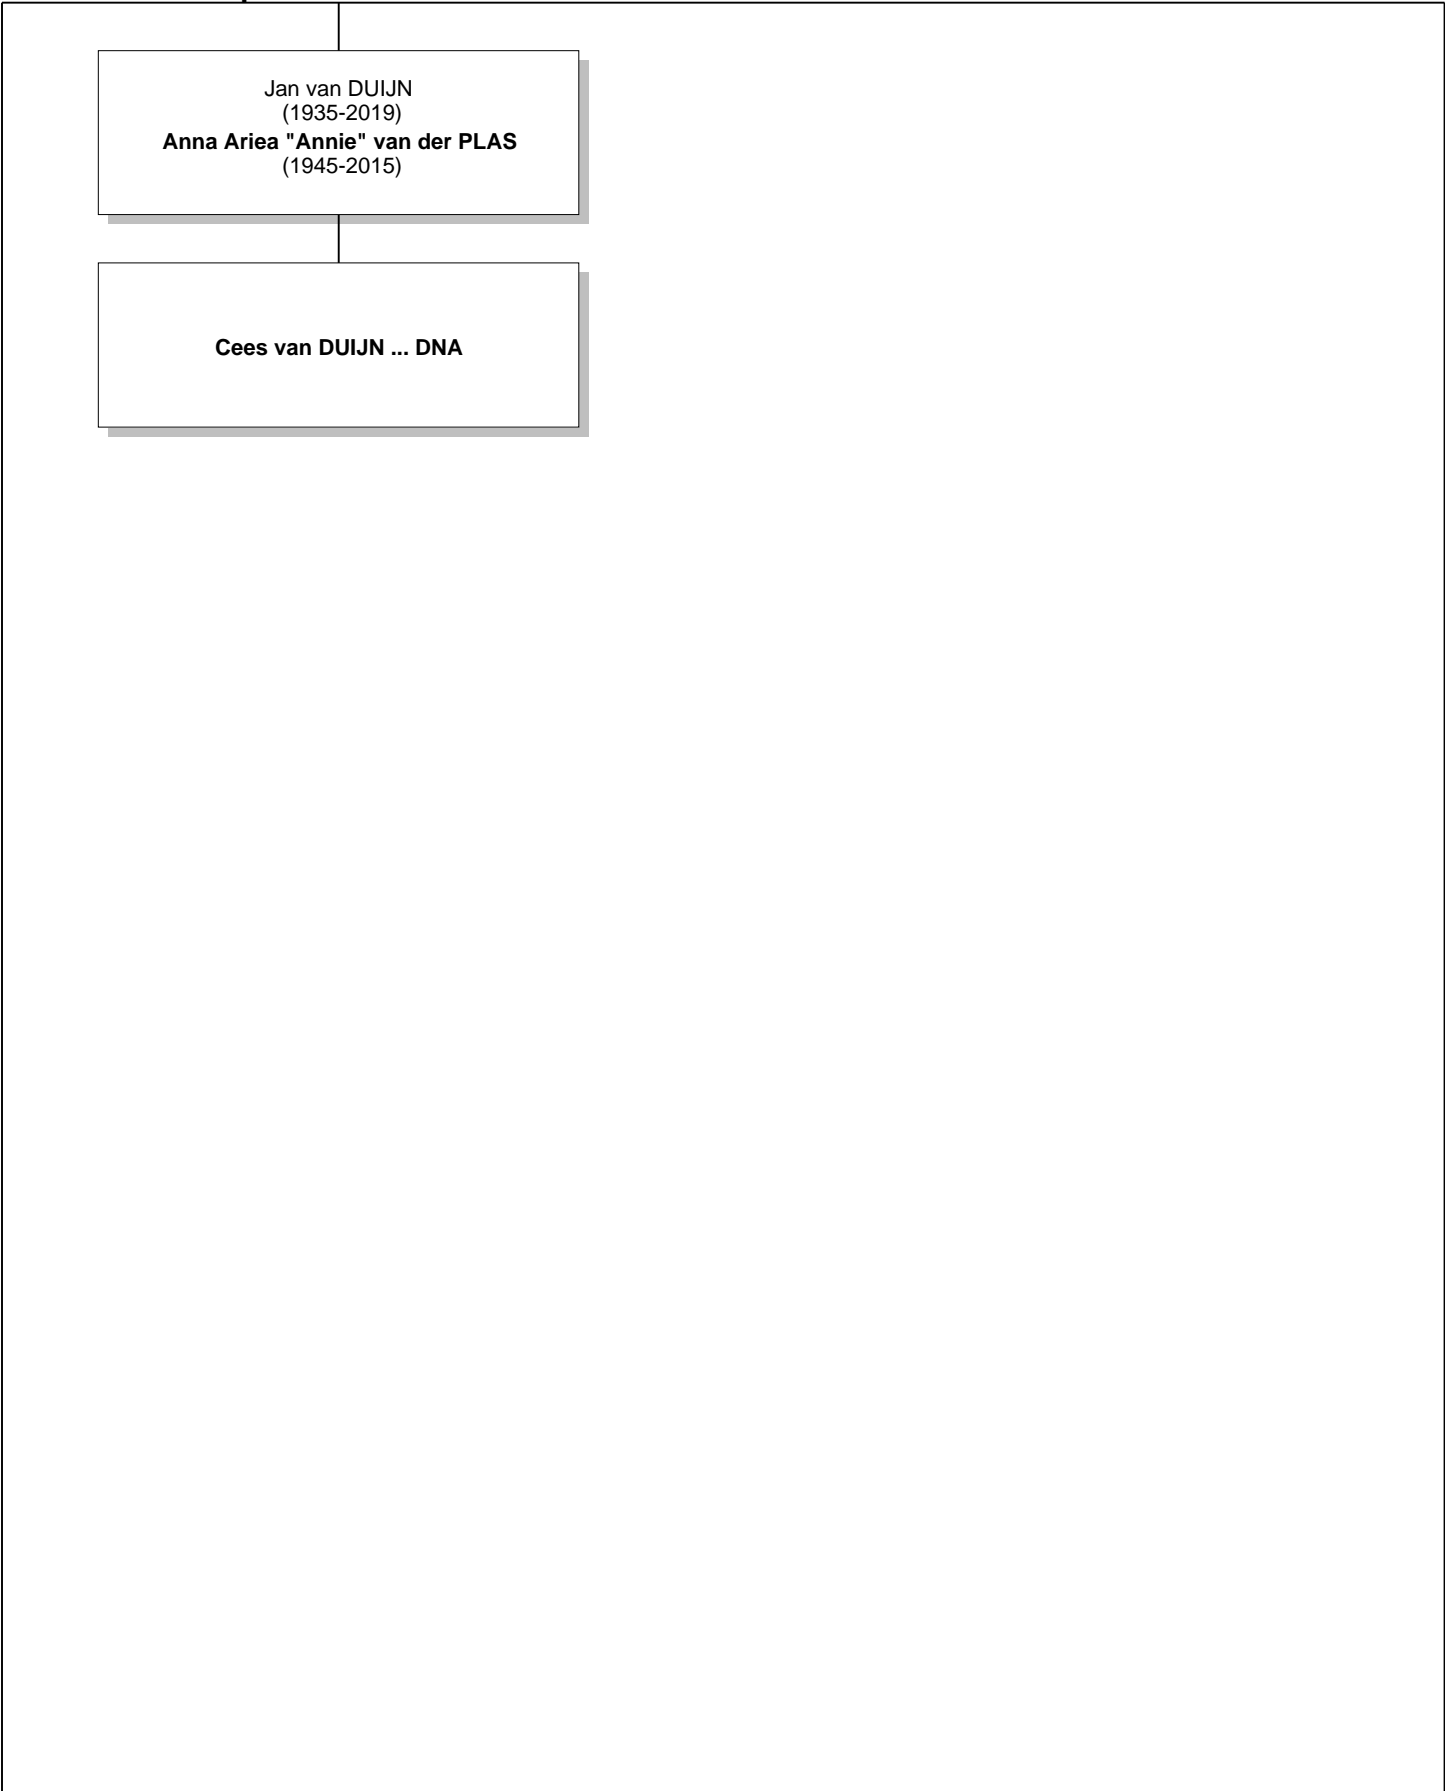 Jan van DUIJN
(1935-2019)
Anna Ariea "Annie" van der PLAS
(1945-2015)
Cees van DUIJN ... DNA